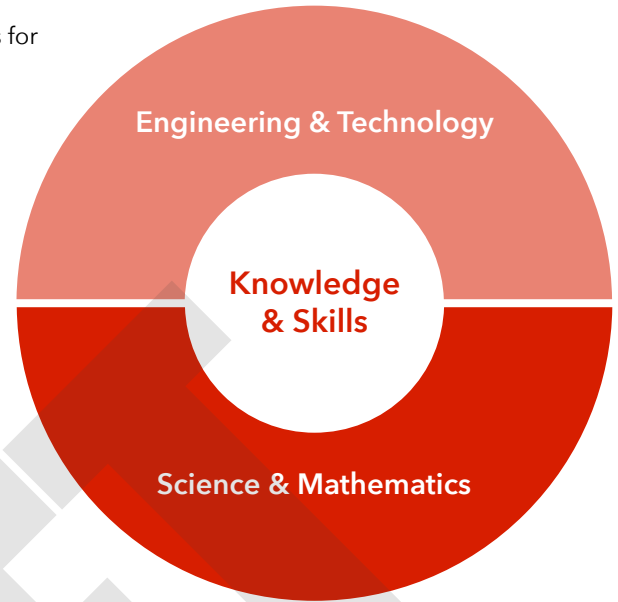 for
Engineering & Technology
Knowledge
& Skills
Science & Mathematics